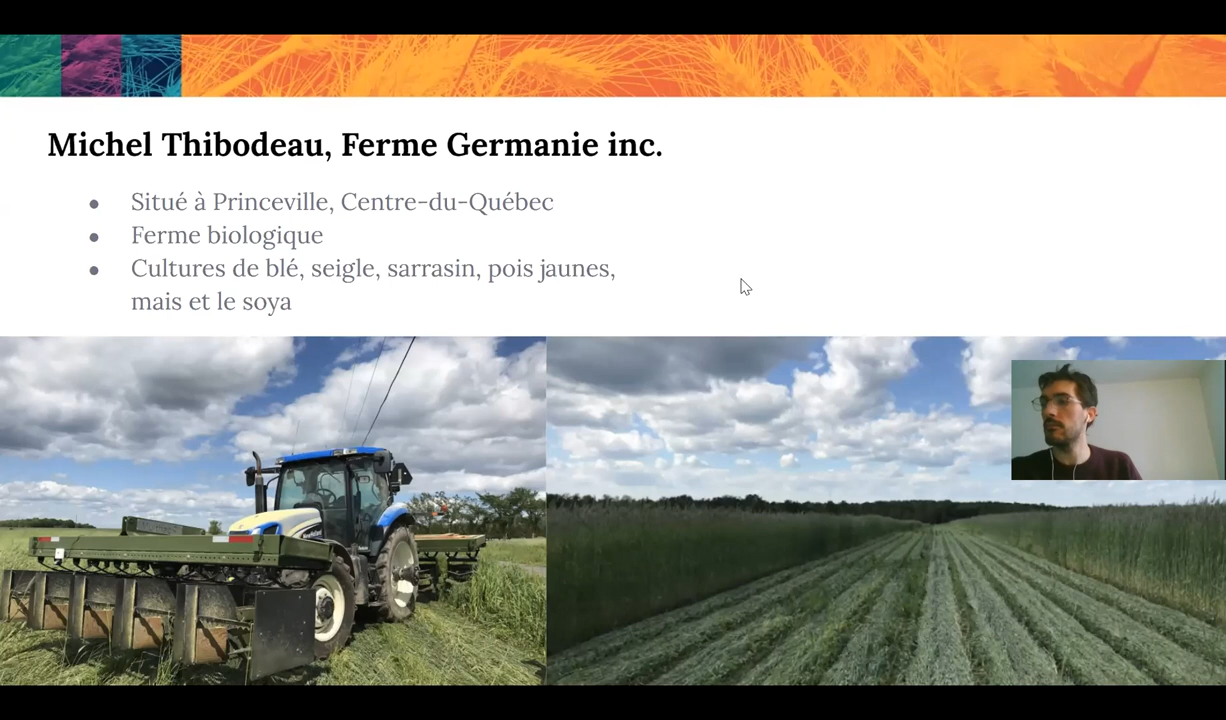 Michel Thibodeau, Ferme Germanie inc.
● Situé à Princeville, Centre-du-Québec
● Ferme biologique
● Cultures de blé, seigle, sarrasin, pois jaunes,
mais et le soya